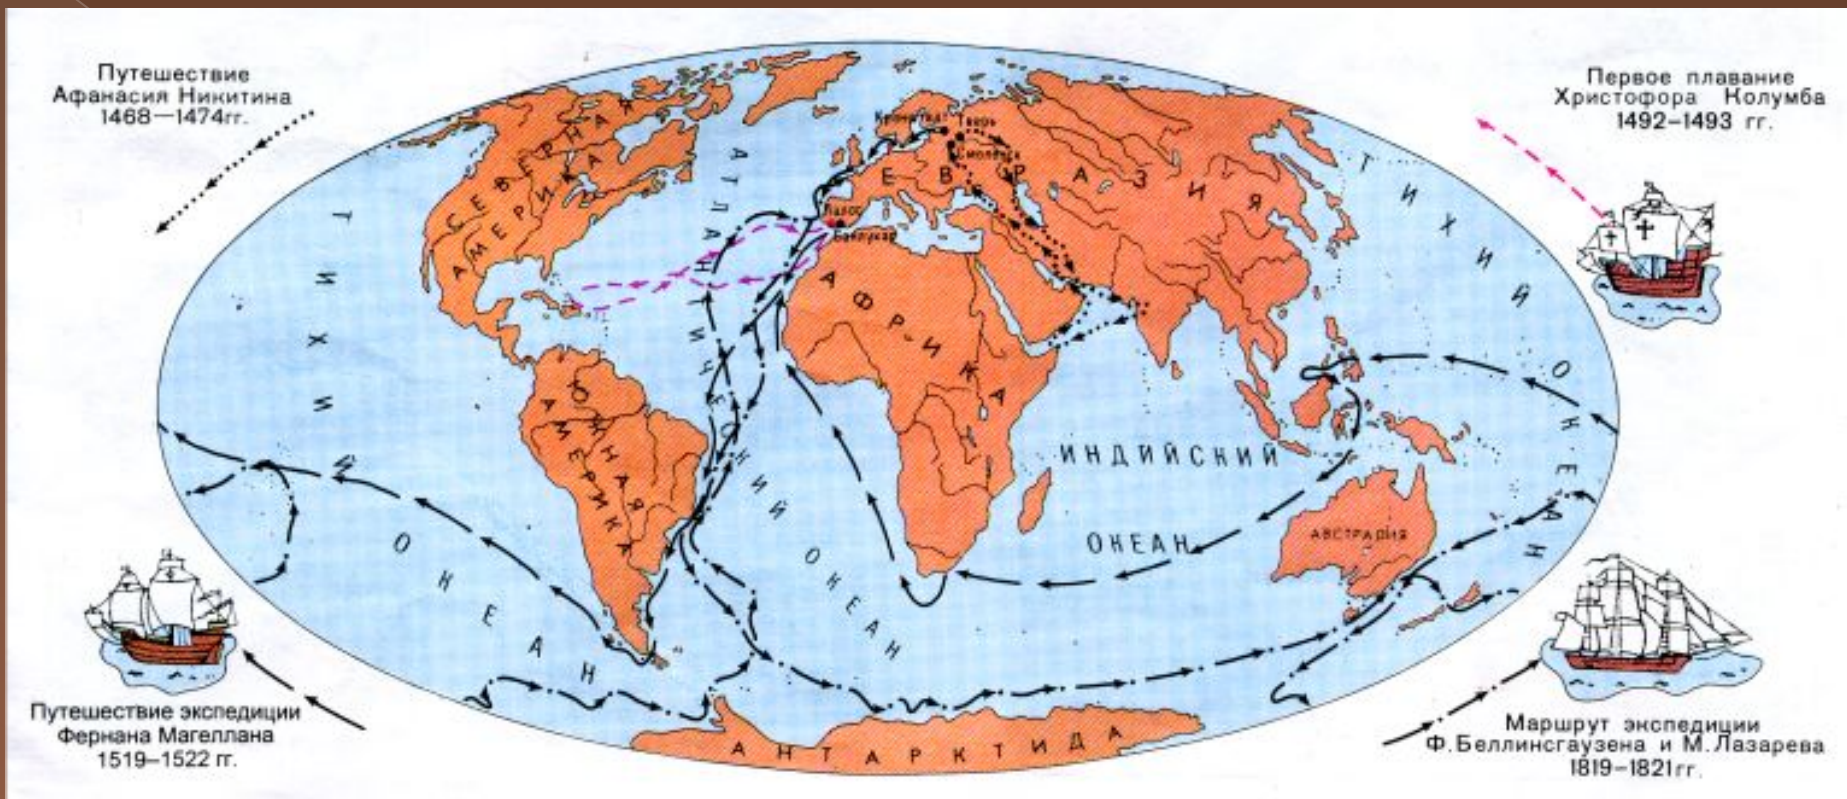 Путешествие
Афанасия Никитина
1468—1474гг.
Первое плавание
Христофора Колумба
1492—1493 гг.
СЕВЕРНАЯ
АМЕРИКА
АТЛАНТИЧЕСКИЙ ОКЕАН
Кронштадт
Тверь
Смоленск
ЕВРАЗИЯ
ТИХИЙ ОКЕАН
ТИХИЙ ОКЕАН
АФРИКА
ЮЖНАЯ
АМЕРИКА
ИНДИЙСКИЙ
ОКЕАН
АВСТРАЛИЯ
АНТАРКТИДА
Путешествие экспедиции
Фернана Магеллана
1519–1522 гг.
Маршрут экспедиции
Ф.Беллинсгаузена и М.Лазарева
1819–1821гг.